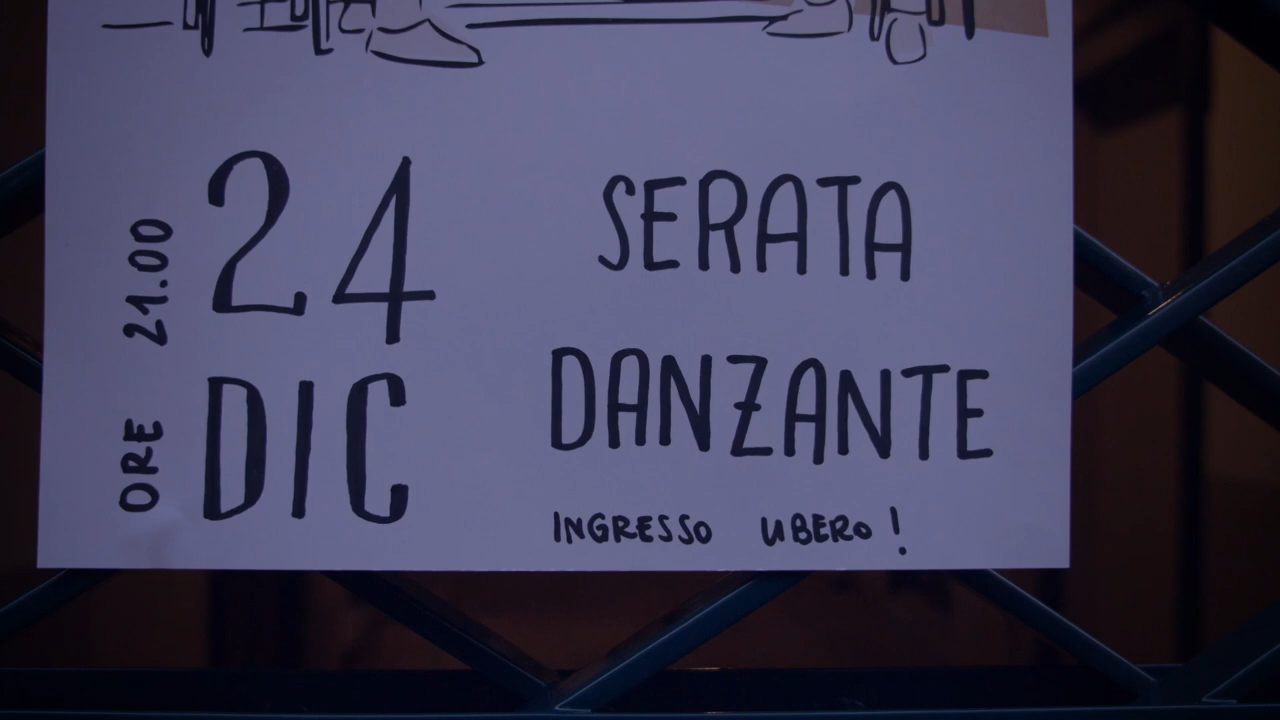 ORE 21.00
24
DIC
SERATA
DANZANTE
INGRESSO LIBERO!